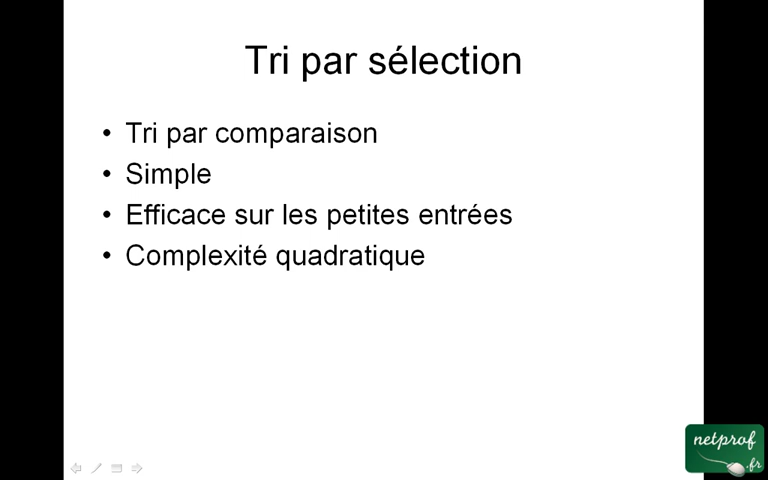 Tri par sélection
• Tri par comparaison
• Simple
• Efficace sur les petites entrées
• Complexité quadratique
netprof
.fr